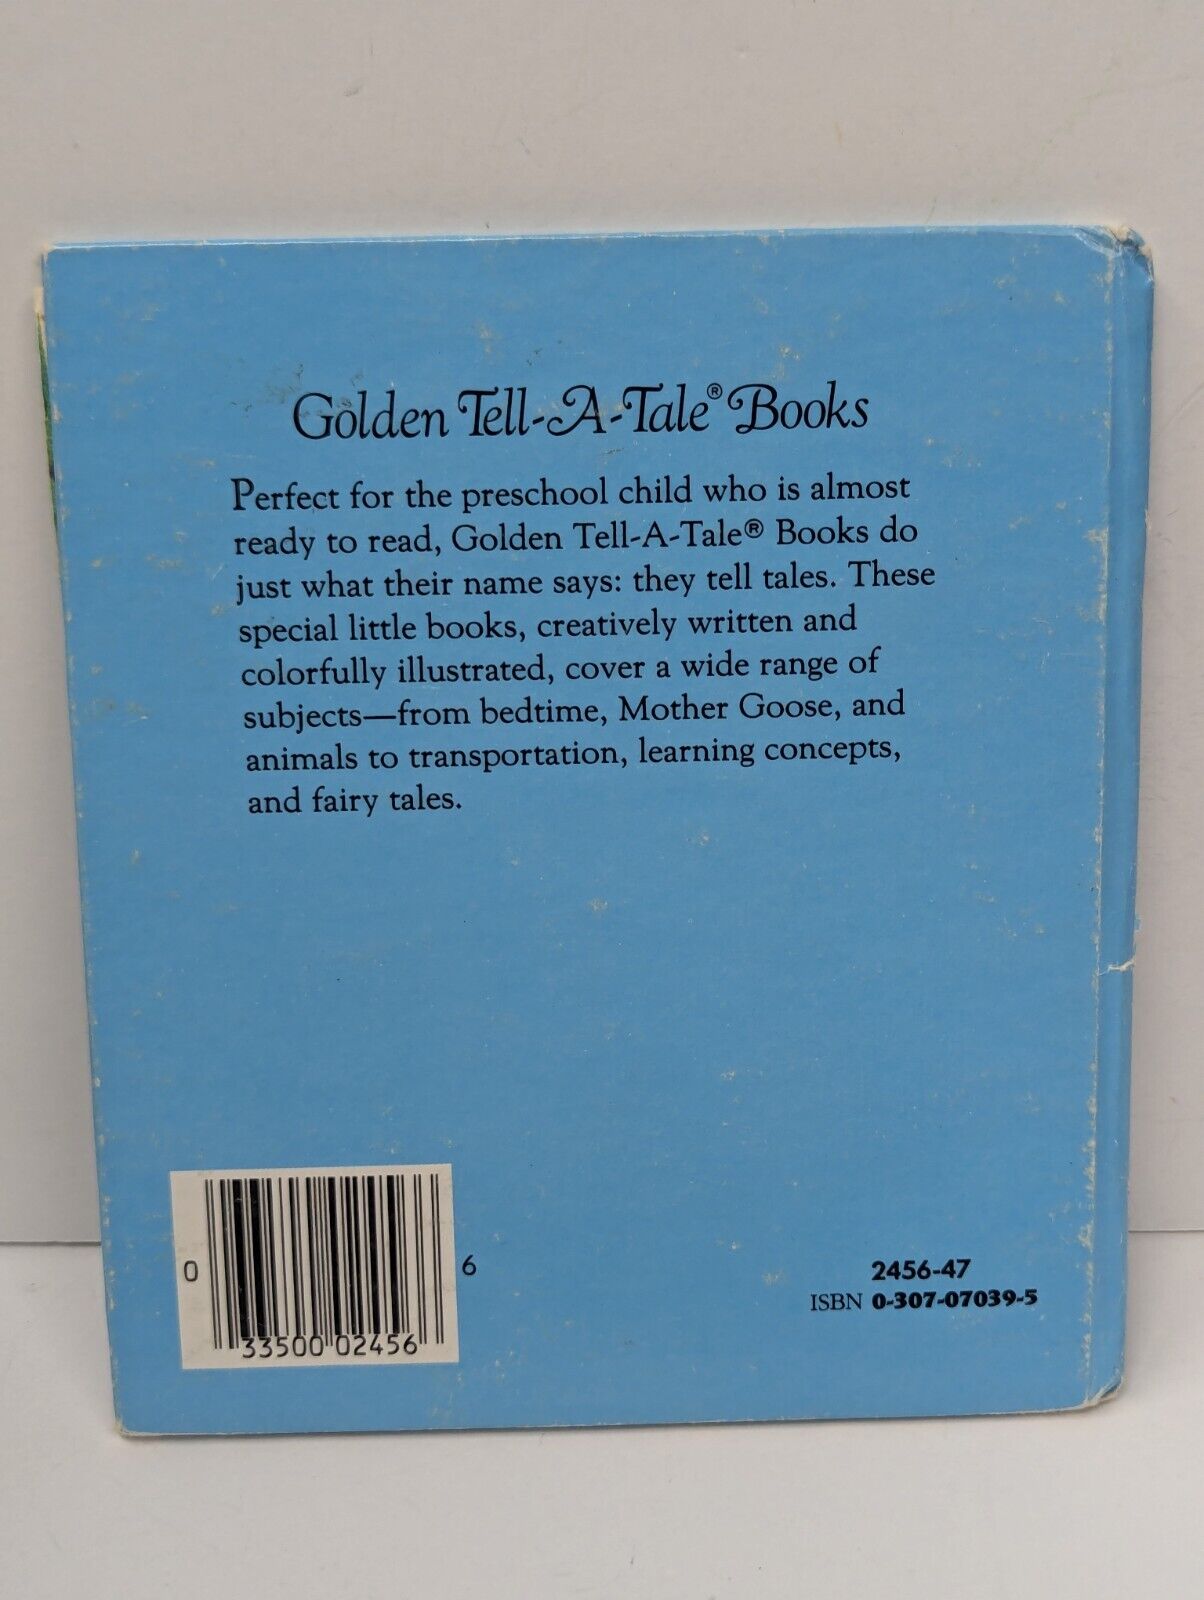 Golden Tell-A-Tale® Books
Perfect for the preschool child who is almost
ready to read, Golden Tell-A-Tale® Books do
just what their name says: they tell tales. These
special little books, creatively written and
colorfully illustrated, cover a wide range of
subjects—from bedtime, Mother Goose, and
animals to transportation, learning concepts,
and fairy tales.
0 33500 02456 6
2456-47
ISBN 0-307-07039-5